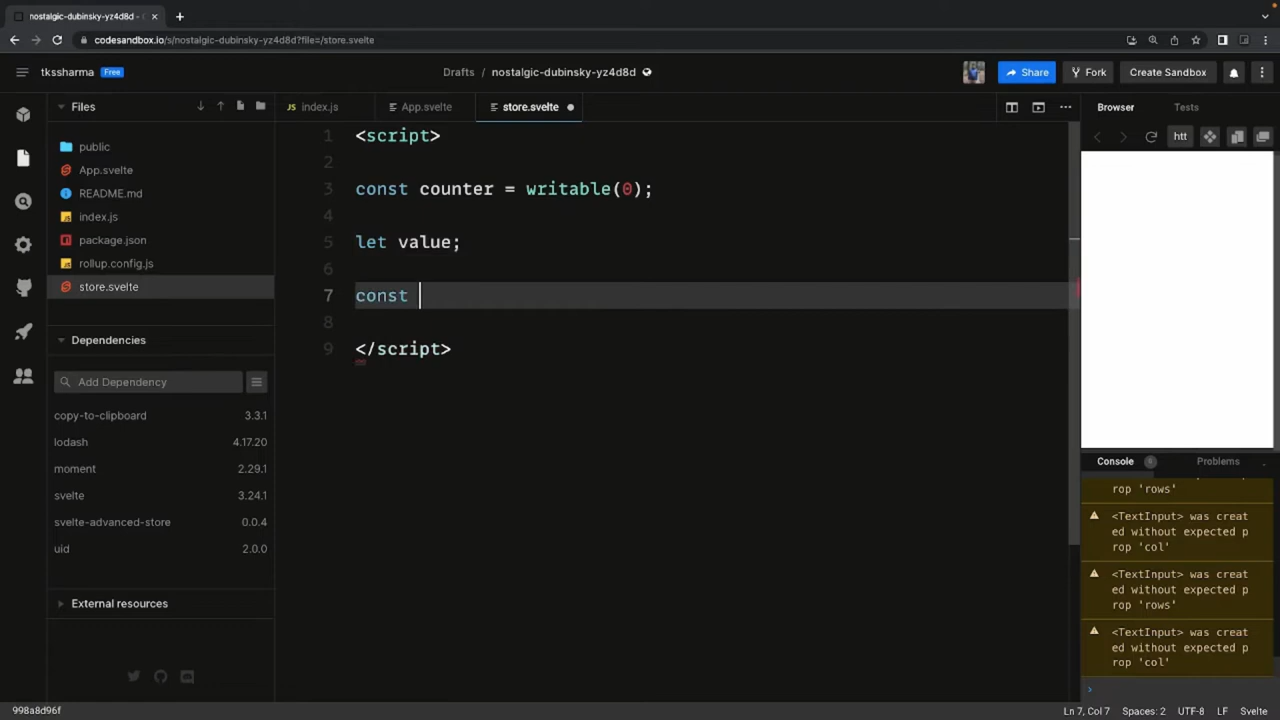 nostalgic-dubinsky-yz4d8d - C
codesandbox.io/s/nostalgic-dubinsky-yz4d8d?file=/store.svelte
tkssharma Free
Drafts / nostalgic-dubinsky-yz4d8d
Share
Fork
Create Sandbox
Files
index.js
App.svelte
store.svelte
Browser
Tests
htt
public
App.svelte
README.md
index.js
package.json
rollup.config.js
store.svelte
Dependencies
Add Dependency
copy-to-clipboard 3.3.1
lodash 4.17.20
moment 2.29.1
svelte 3.24.1
svelte-advanced-store 0.0.4
uid 2.0.0
External resources
1 <script>
2
3 const counter = writable(0);
4
5 let value;
6
7 const
8
9 </script>
Console
Problems
rop 'rows'
<TextInput> was creat
ed without expected p
rop 'col'
<TextInput> was creat
ed without expected p
rop 'rows'
<TextInput> was creat
ed without expected p
rop 'col'
998a8d96f
Ln 7, Col 7
Spaces: 2
UTF-8
LF
Svelte